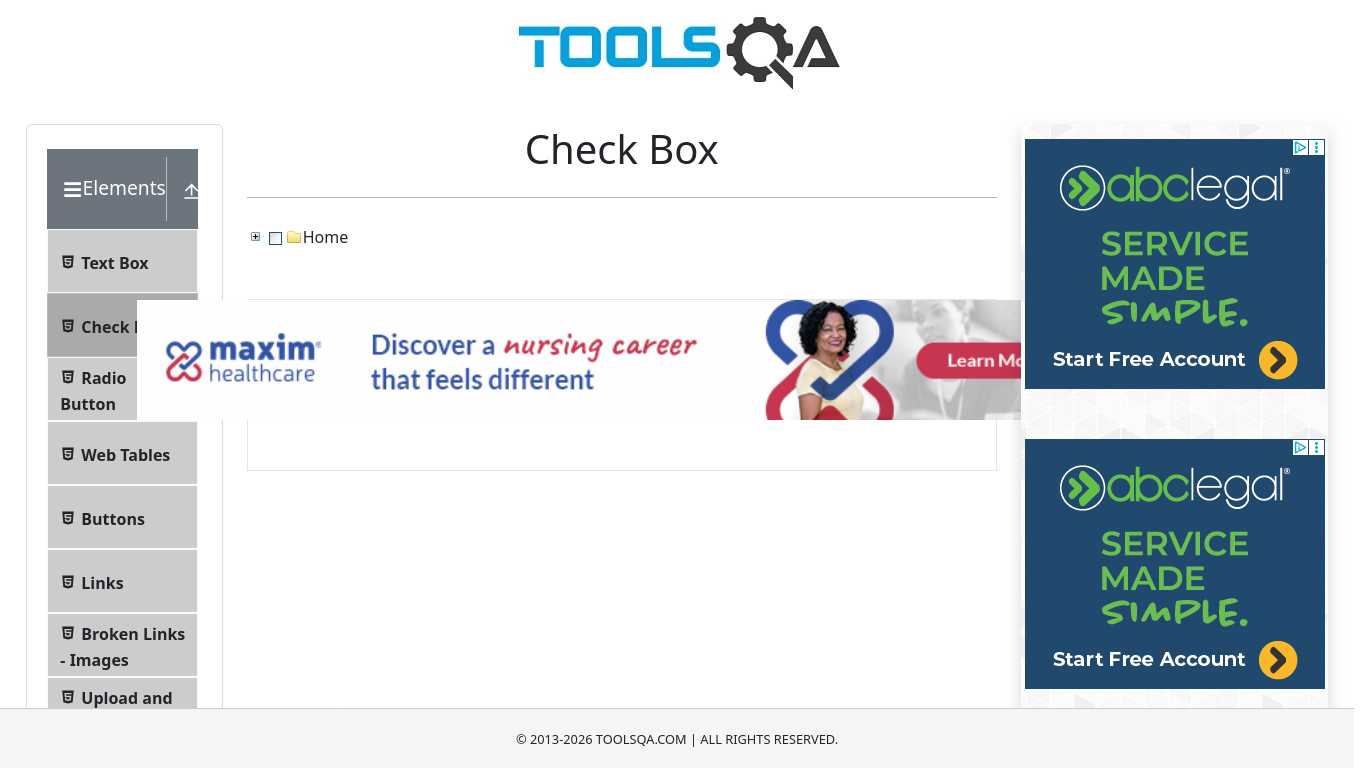 TOOLSQA
Check Box
Elements
Text Box
Check
Radio
Button
Web Tables
Buttons
Links
Broken Links
- Images
Upload and
Home
maxim®
healthcare
Discover a nursing career
that feels different
Learn Mo
abclegal®
SERVICE
MADE
SIMPLE.
Start Free Account
abclegal®
SERVICE
MADE
SIMPLE.
Start Free Account
© 2013-2026 TOOLSQA.COM | ALL RIGHTS RESERVED.